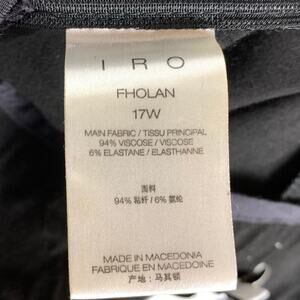 IRO
FHOLAN
17W
MAIN FABRIC / TISSU PRINCIPAL
94% VISCOSE / VISCOSE
6% ELASTANE / ELASTHANNE
面料
94% 粘纤 / 6% 氨纶
MADE IN MACEDONIA
FABRIQUE EN MACEDOINE
产地：马其顿